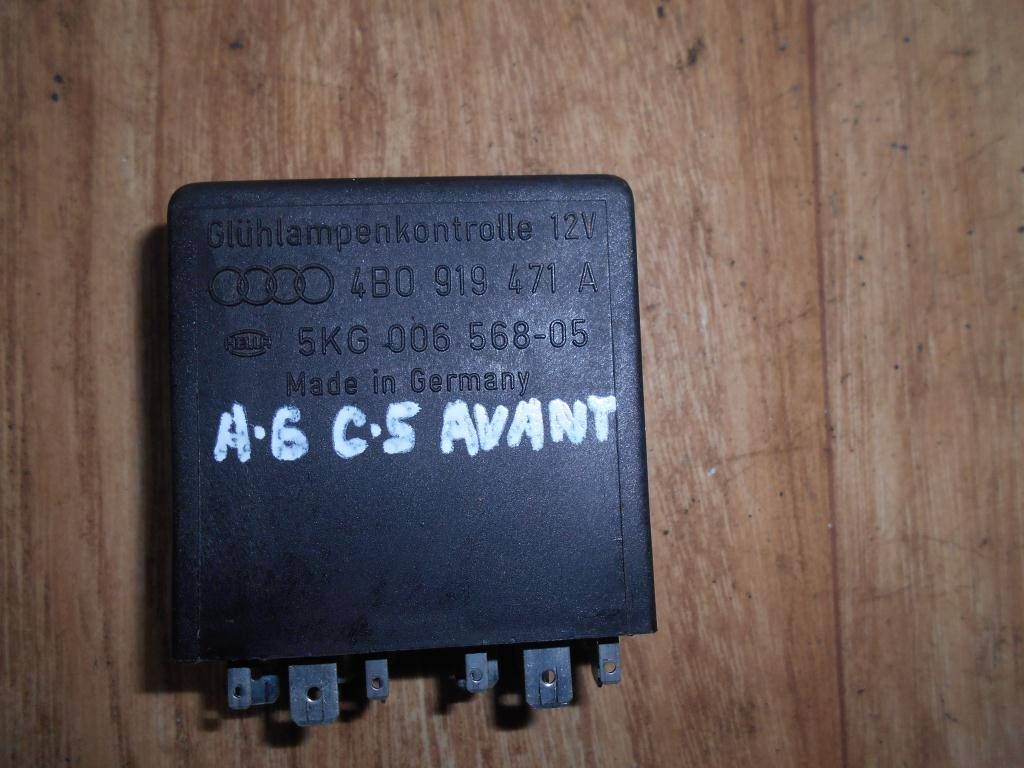 Glühlampenkontrolle 12V
4B0 919 471 A
5KG 006 568-05
Made in Germany
A·6 C·5 AVANT